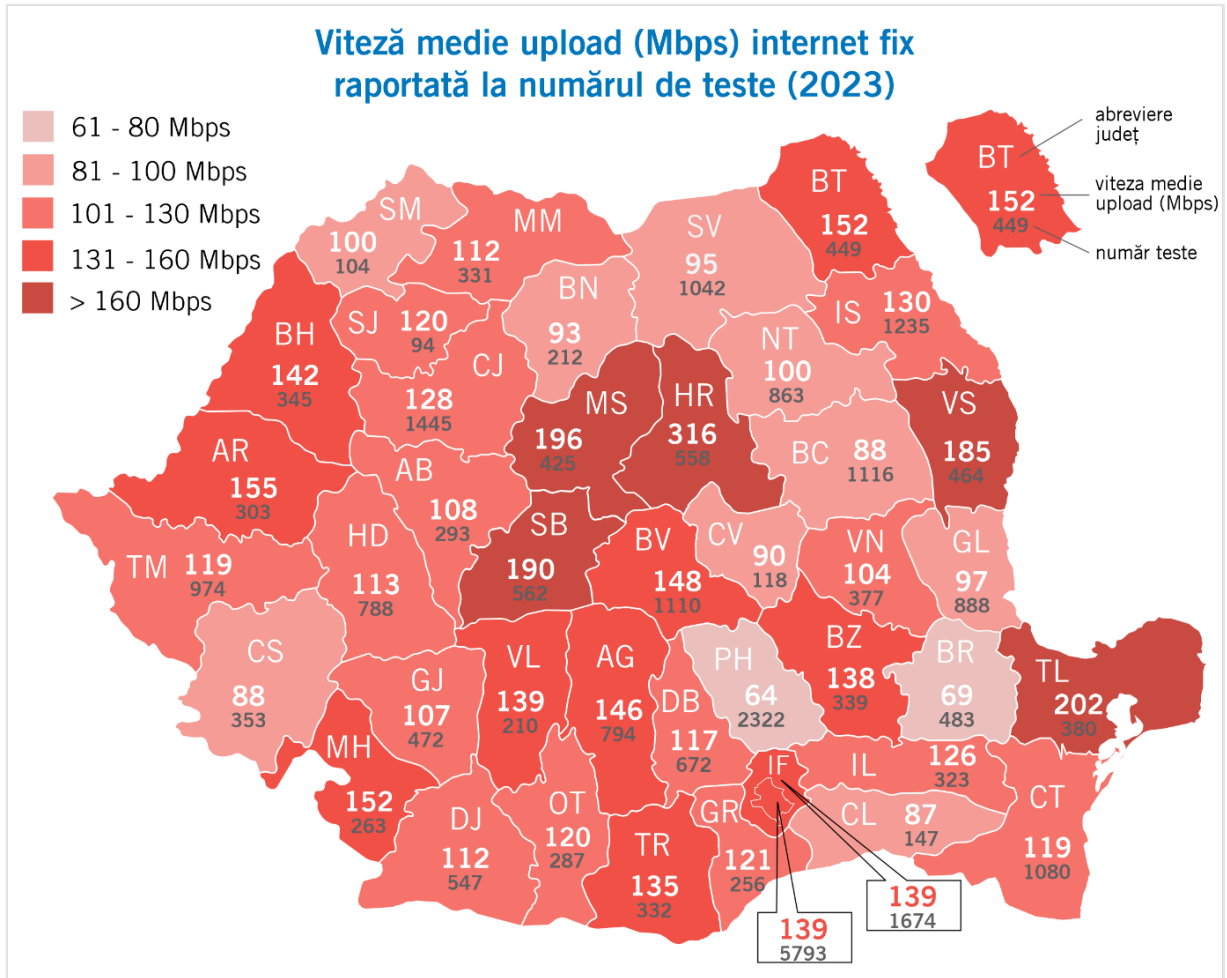 Viteză medie upload (Mbps) internet fix
raportată la numărul de teste (2023)
61 - 80 Mbps
81 - 100 Mbps
101 - 130 Mbps
131 - 160 Mbps
> 160 Mbps
BT
152
449
abreviere
județ
viteza medie
upload (Mbps)
număr teste
SM
100
104
MM
112
331
SV
95
1042
BT
152
449
BN
93
212
IS
130
1235
SJ
120
94
BH
142
345
CJ
128
1445
NT
100
863
MS
196
425
HR
316
558
VS
185
464
BC
88
1116
AR
155
303
AB
108
293
SB
190
562
HD
113
788
TM
119
974
BV
148
1110
CV
90
118
VN
104
377
GL
97
888
CS
88
353
GJ
107
472
VL
139
210
AG
146
794
PH
64
2322
DB
117
672
BZ
138
339
BR
69
483
TL
202
380
MH
152
263
DJ
112
547
OT
120
287
TR
135
332
GR
121
256
IF
IL
126
323
CL
87
147
CT
119
1080
139
1674
139
5793